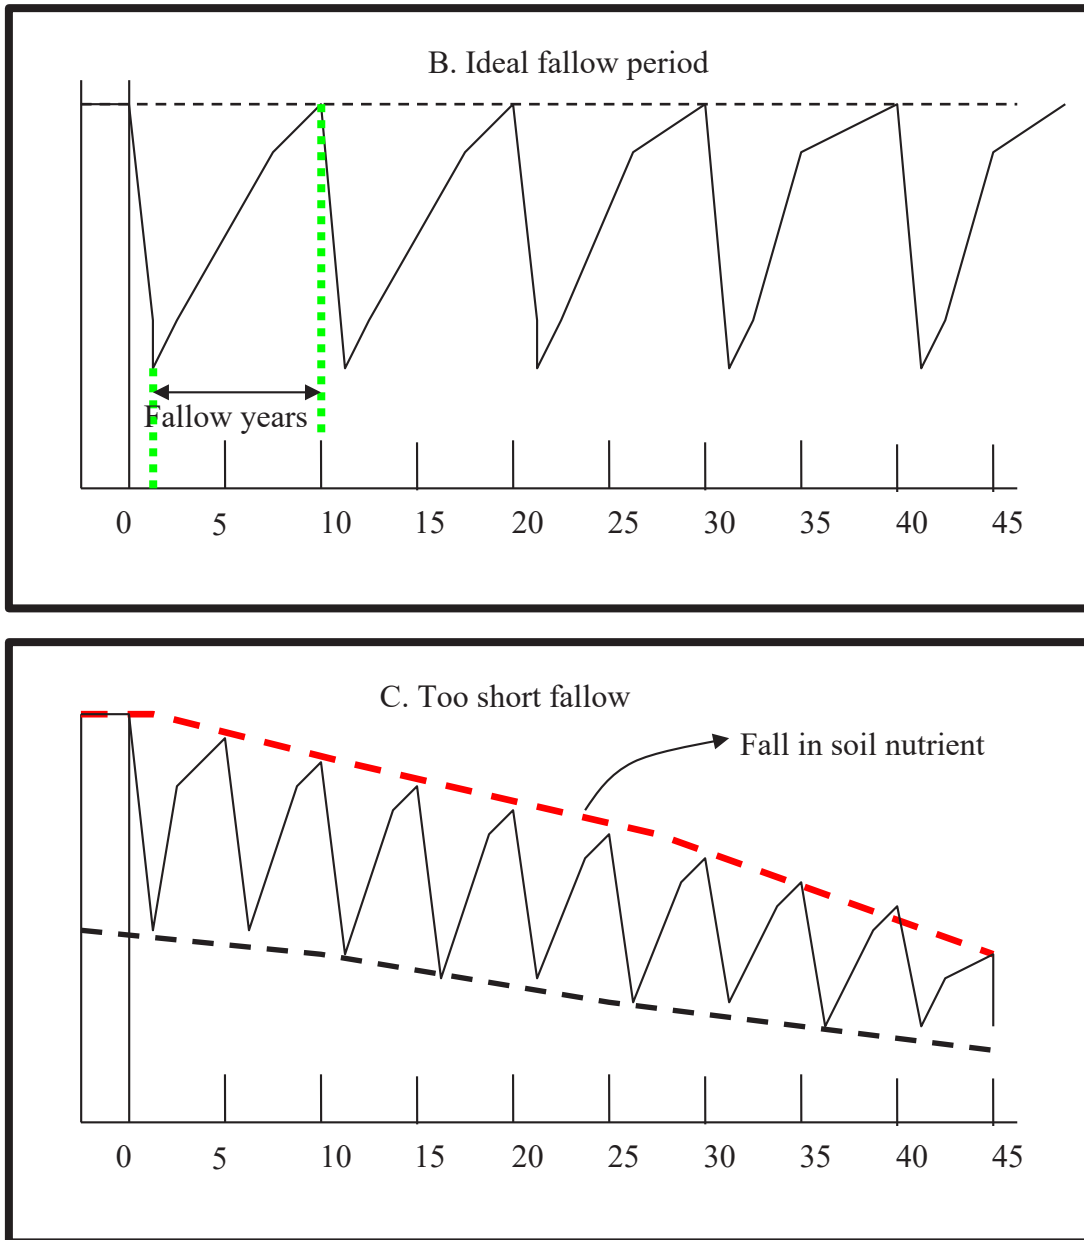 B. Ideal fallow period
Fallow years
0 5 10 15 20 25 30 35 40 45
C. Too short fallow
Fall in soil nutrient
0 5 10 15 20 25 30 35 40 45